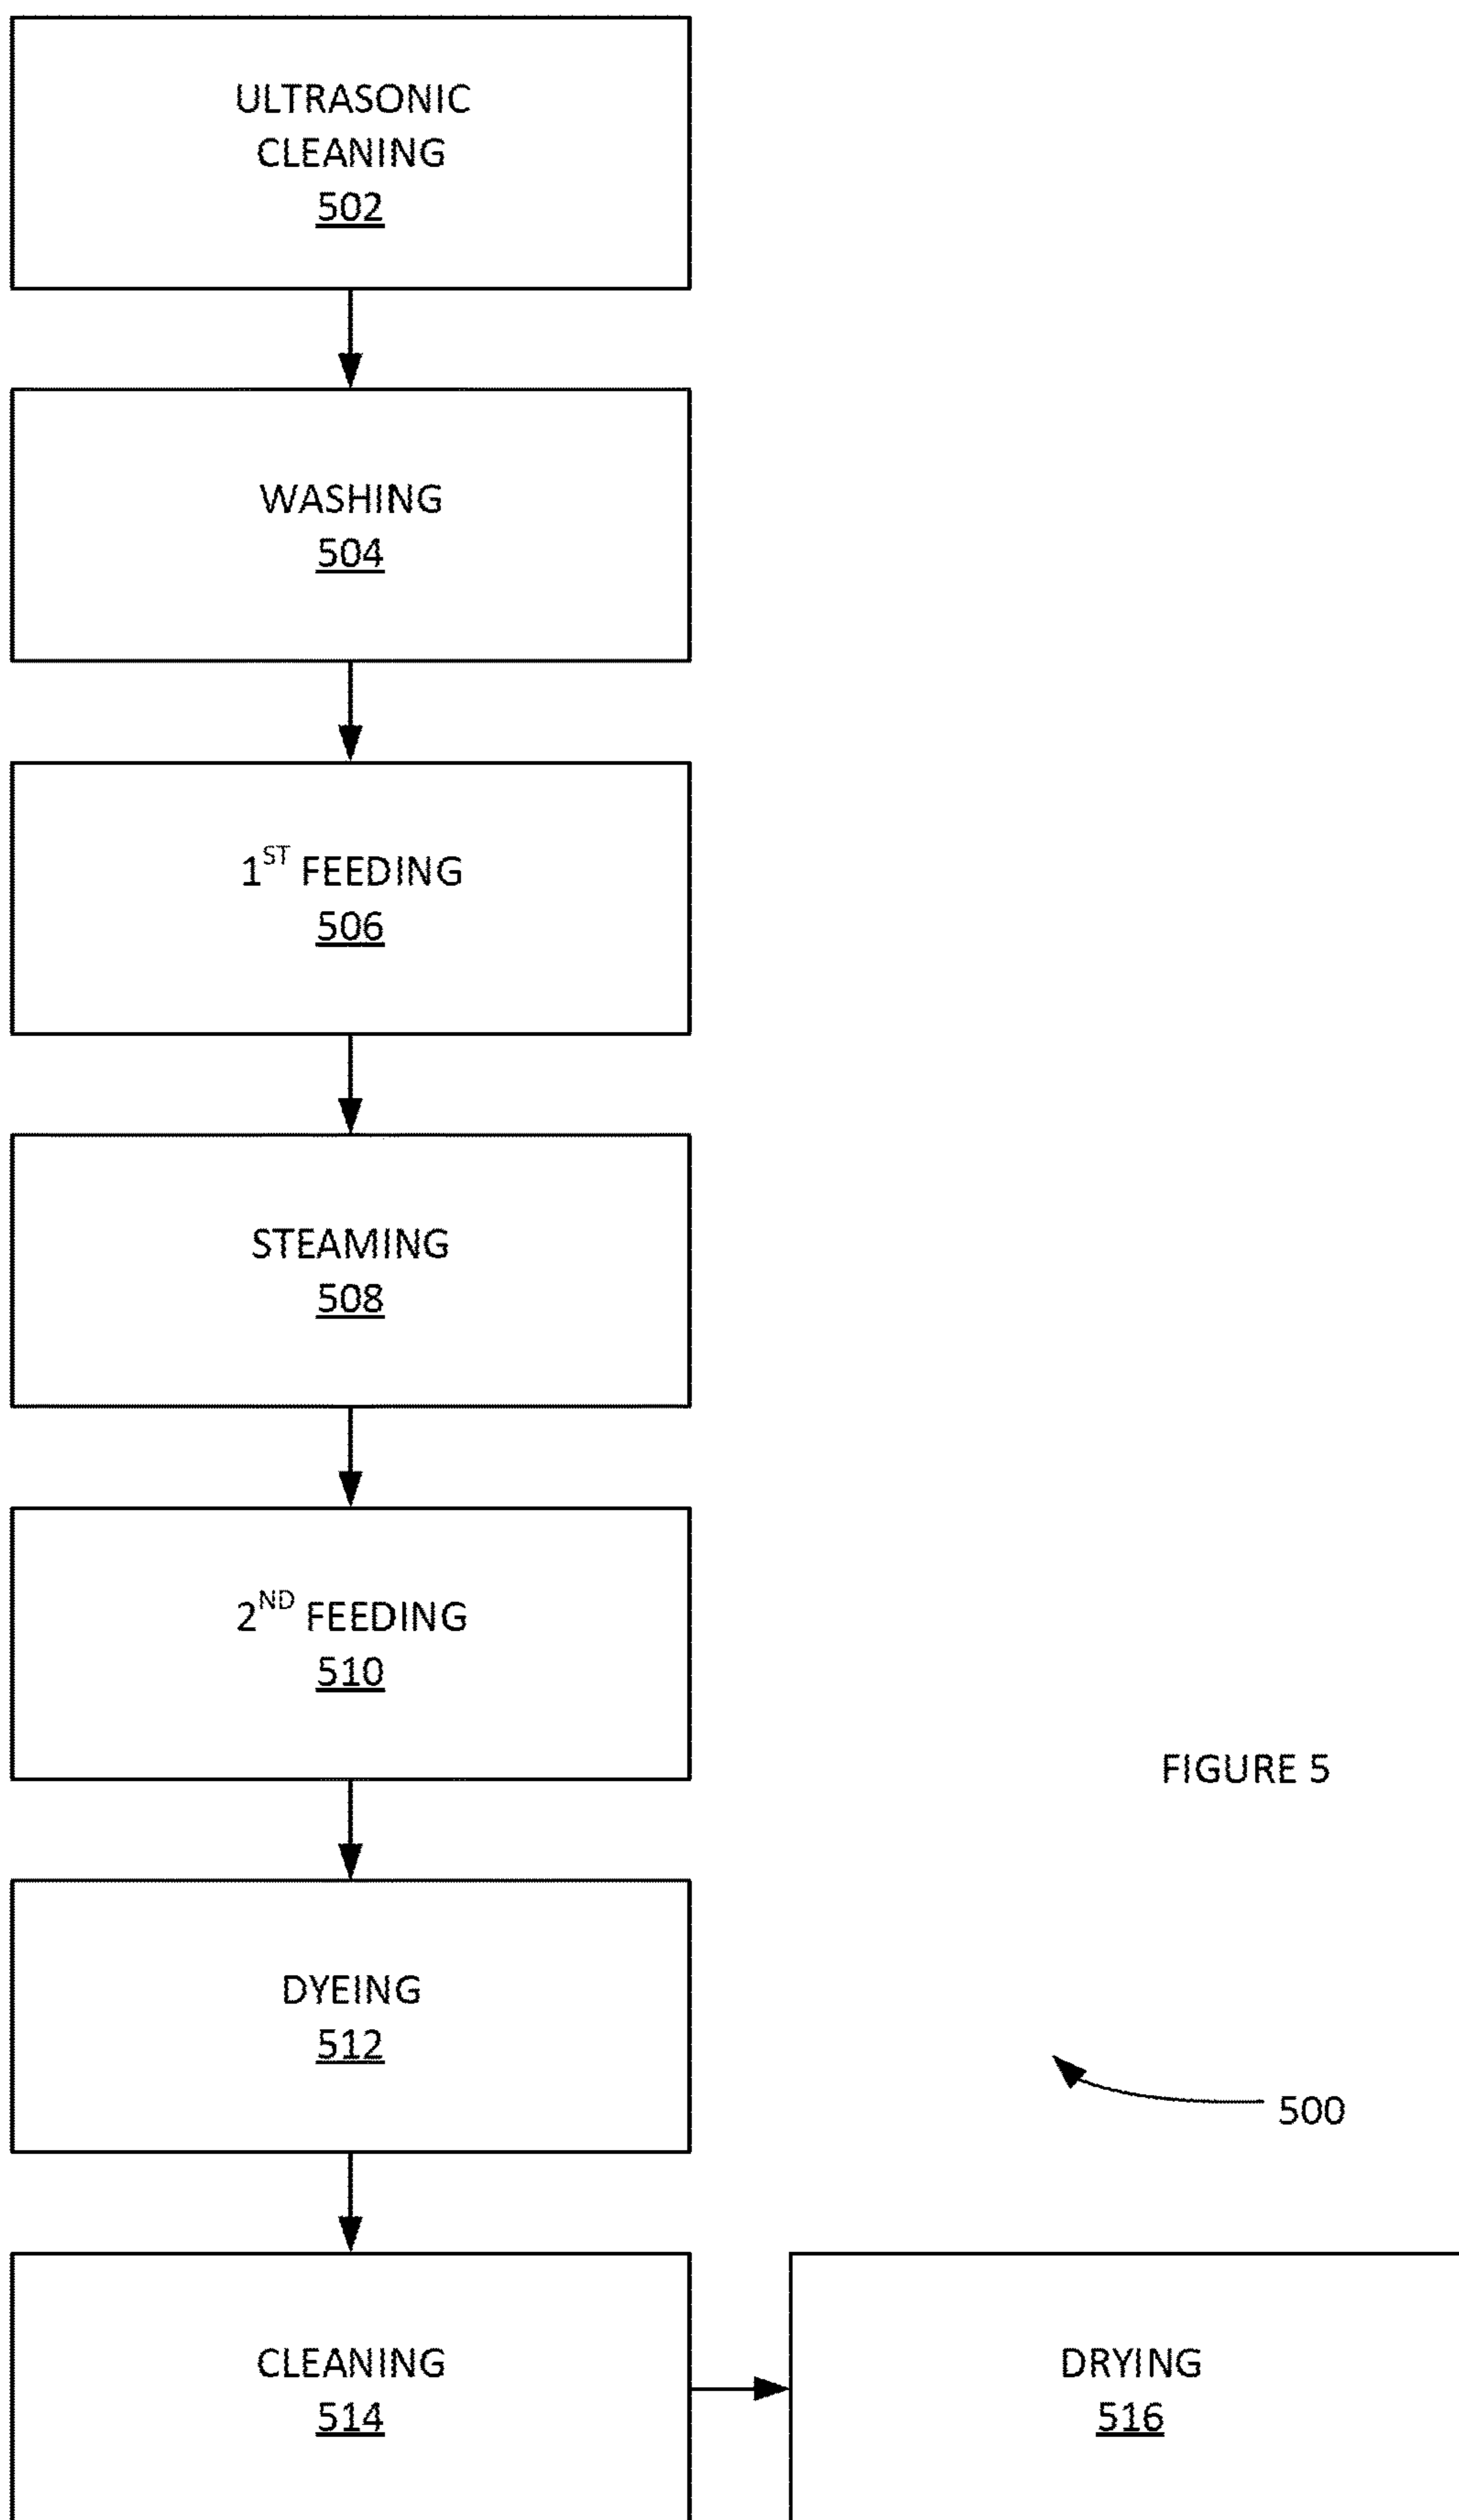 ULTRASONIC
CLEANING
502
WASHING
504
1ST FEEDING
506
STEAMING
508
2ND FEEDING
510
FIGURE 5
DYEING
512
500
CLEANING
514
DRYING
516